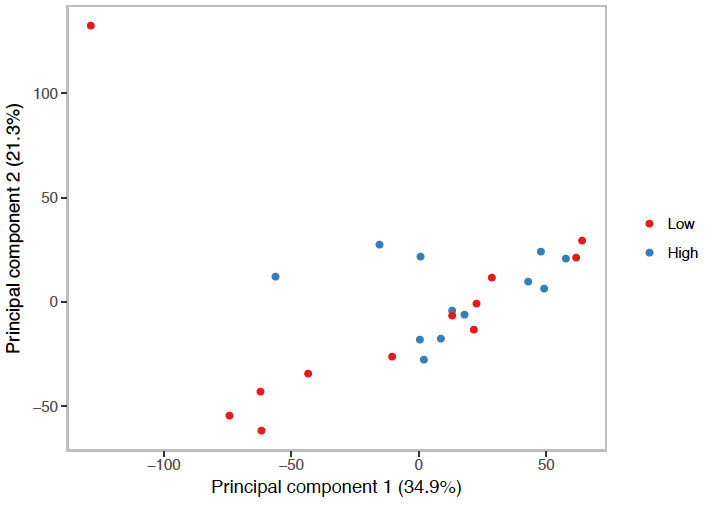 100
50
0
−50
Principal component 2 (21.3%)
−100
−50
0
50
Principal component 1 (34.9%)
Low
High